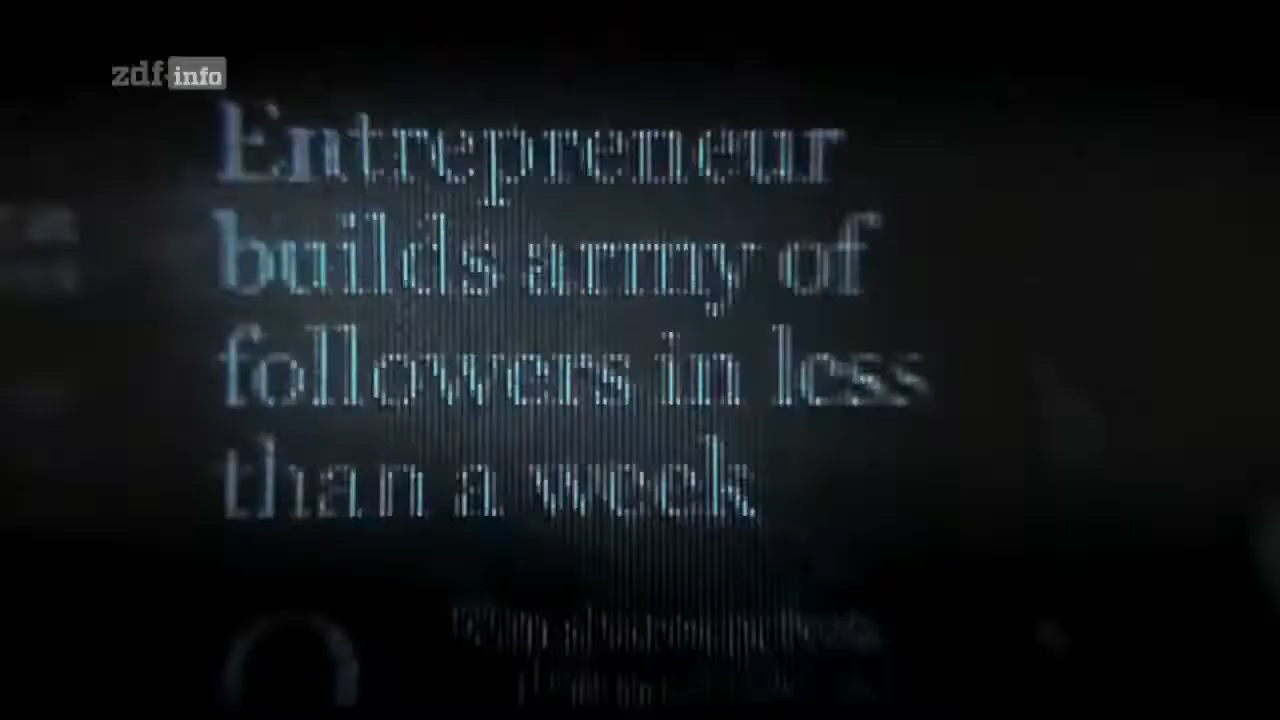 zdf info
Entrepreneur
builds army of
followers in less
than a week